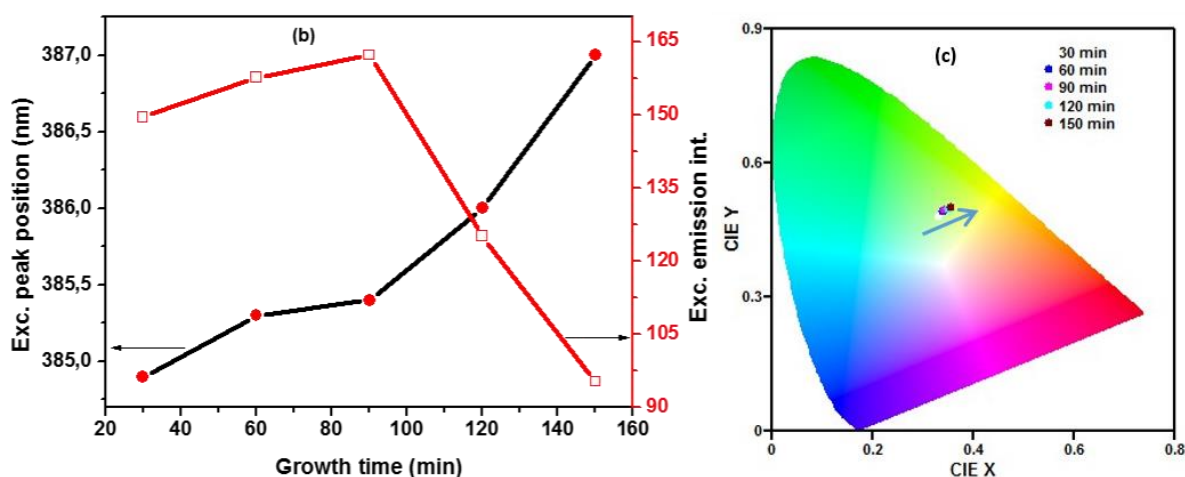 (b)
Exc. peak position (nm)
387,0
386,5
386,0
385,5
385,0
165
150
135
120
105
90
Exc. emission int.
20 40 60 80 100 120 140 160
Growth time (min)
(c)
30 min
60 min
90 min
120 min
150 min
CIE Y
0.9
0.6
0.3
0
0 0.2 0.4 0.6 0.8
CIE X